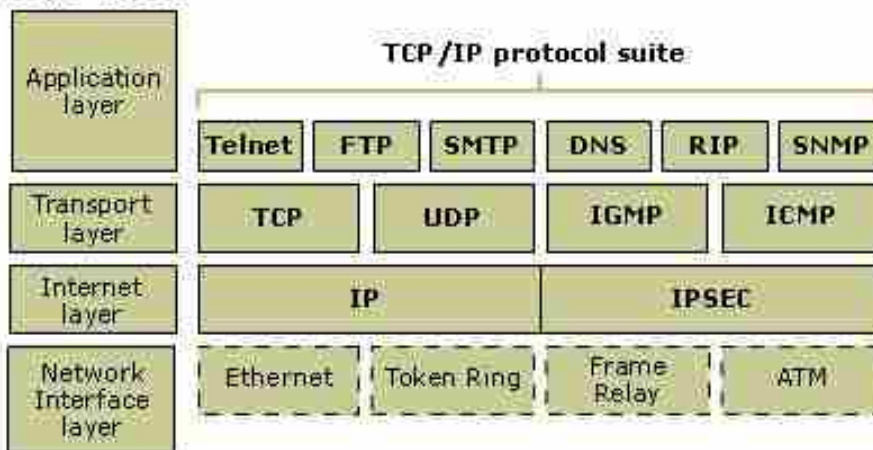 TCP/IP protocol suite
Application
layer
Telnet FTP SMTP DNS RIP SNMP
Transport
layer
TCP UDP IGMP ICMP
Internet
layer
IP IPSEC
Network
Interface
layer
Ethernet Token Ring Frame
Relay ATM